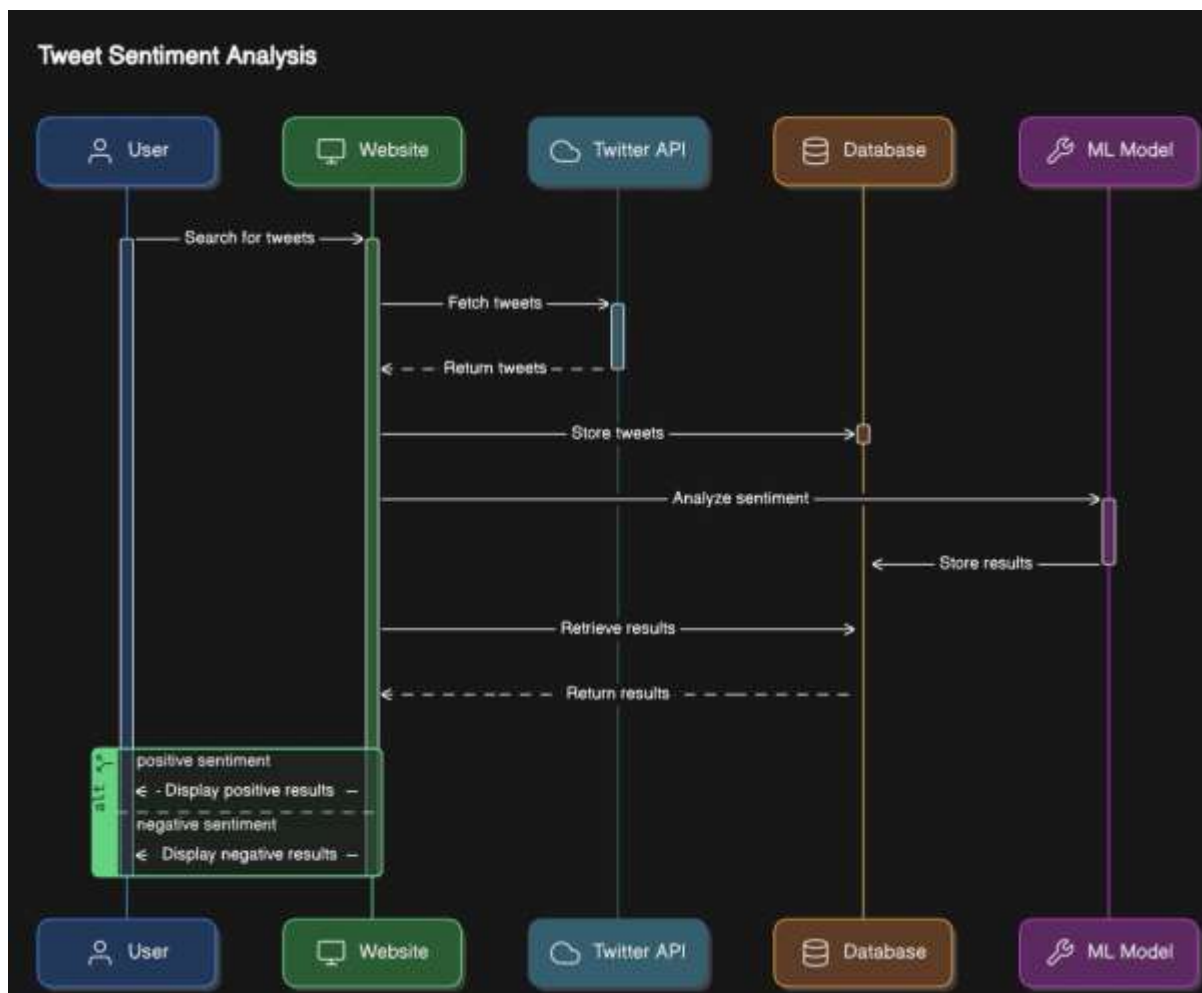 Tweet Sentiment Analysis
User
Website
Twitter API
Database
ML Model
Search for tweets
Fetch tweets
Return tweets
Store tweets
Analyze sentiment
Store results
Retrieve results
Return results
alt
positive sentiment
Display positive results
negative sentiment
Display negative results
User
Website
Twitter API
Database
ML Model